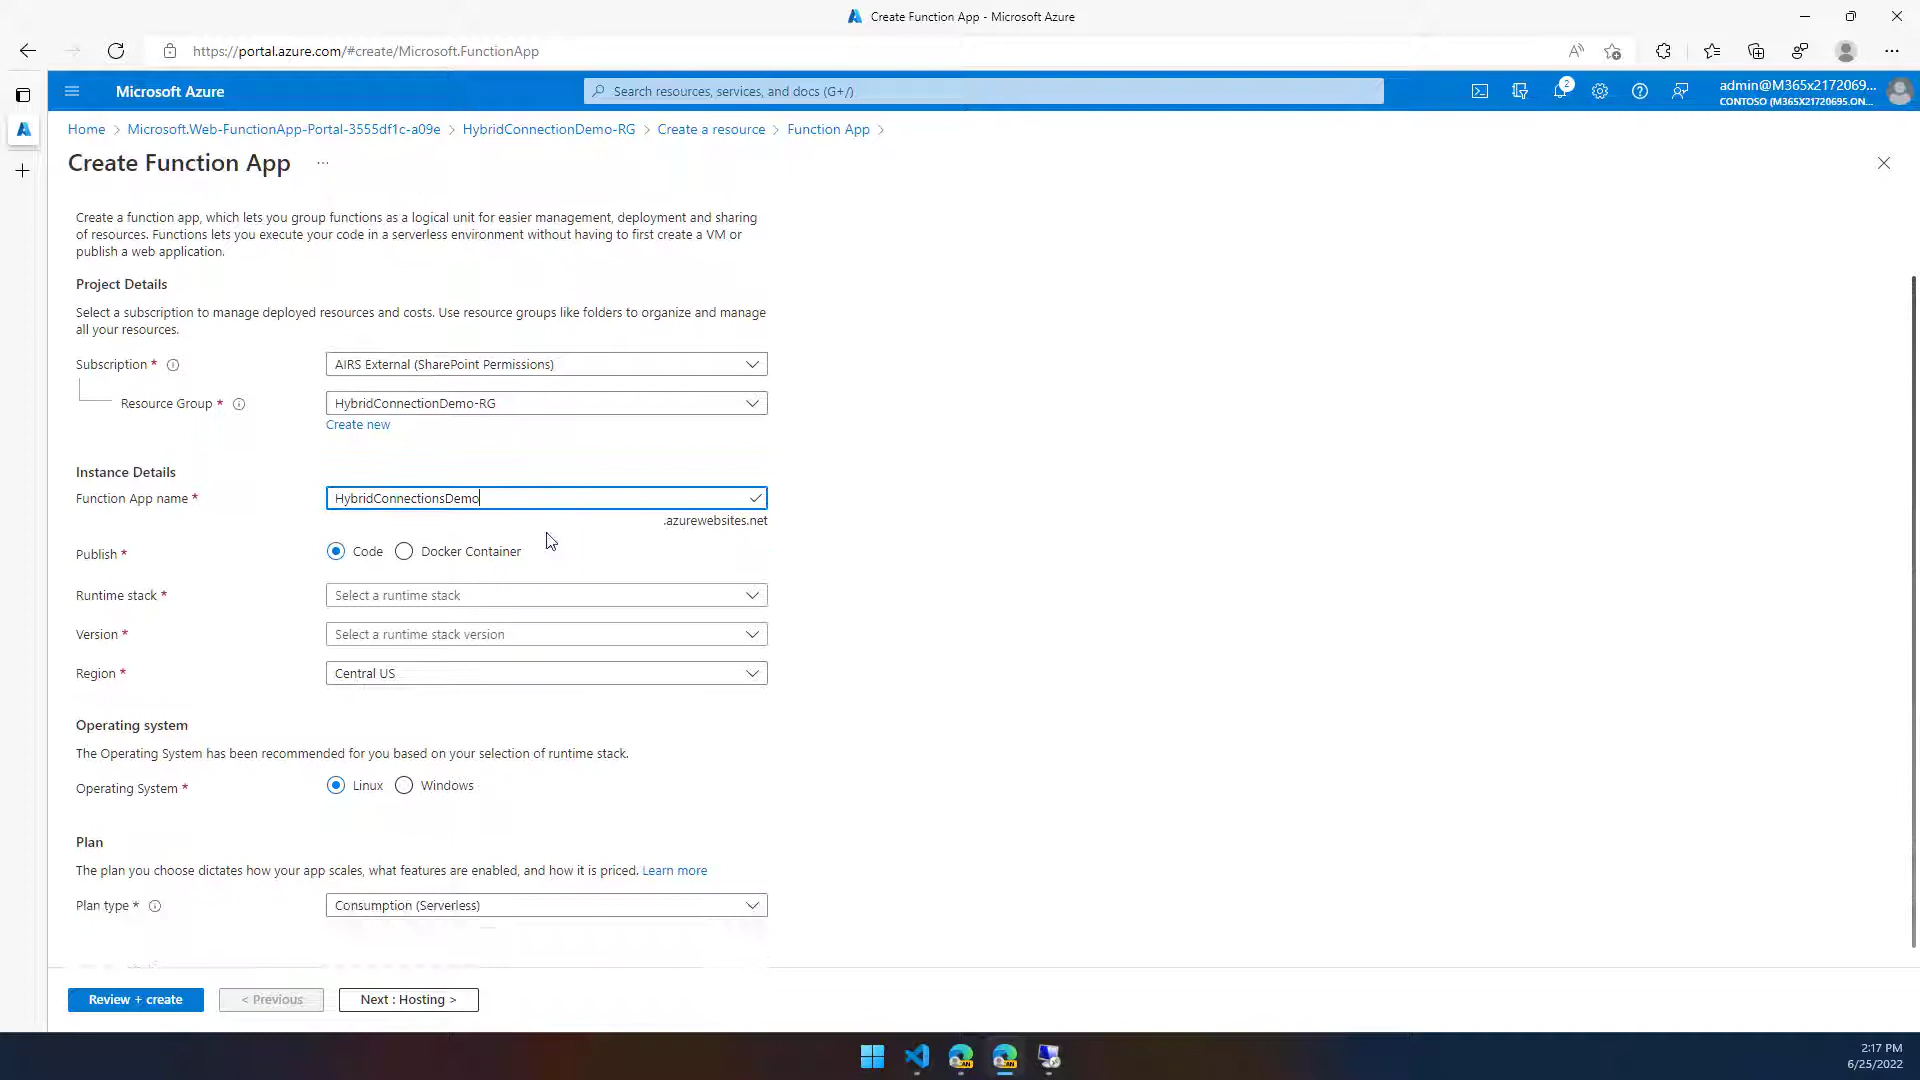 Create Function App - Microsoft Azure
https://portal.azure.com/#create/Microsoft.FunctionApp
Microsoft Azure
Search resources, services, and docs (G+/)
2
admin@M365x2172069...
CONTOSO (M365X21720695.ON...
Home > Microsoft.Web-FunctionApp-Portal-3555df1c-a09e > HybridConnectionDemo-RG > Create a resource > Function App >
Create Function App ...
Create a function app, which lets you group functions as a logical unit for easier management, deployment and sharing
of resources. Functions lets you execute your code in a serverless environment without having to first create a VM or
publish a web application.
Project Details
Select a subscription to manage deployed resources and costs. Use resource groups like folders to organize and manage
all your resources.
Subscription * AIRS External (SharePoint Permissions)
Resource Group * HybridConnectionDemo-RG
Create new
Instance Details
Function App name * HybridConnectionsDemo
.azurewebsites.net
Publish * Code Docker Container
Runtime stack * Select a runtime stack
Version * Select a runtime stack version
Region * Central US
Operating system
The Operating System has been recommended for you based on your selection of runtime stack.
Operating System * Linux Windows
Plan
The plan you choose dictates how your app scales, what features are enabled, and how it is priced. Learn more
Plan type * Consumption (Serverless)
Review + create
< Previous
Next : Hosting >
2:17 PM
6/25/2022